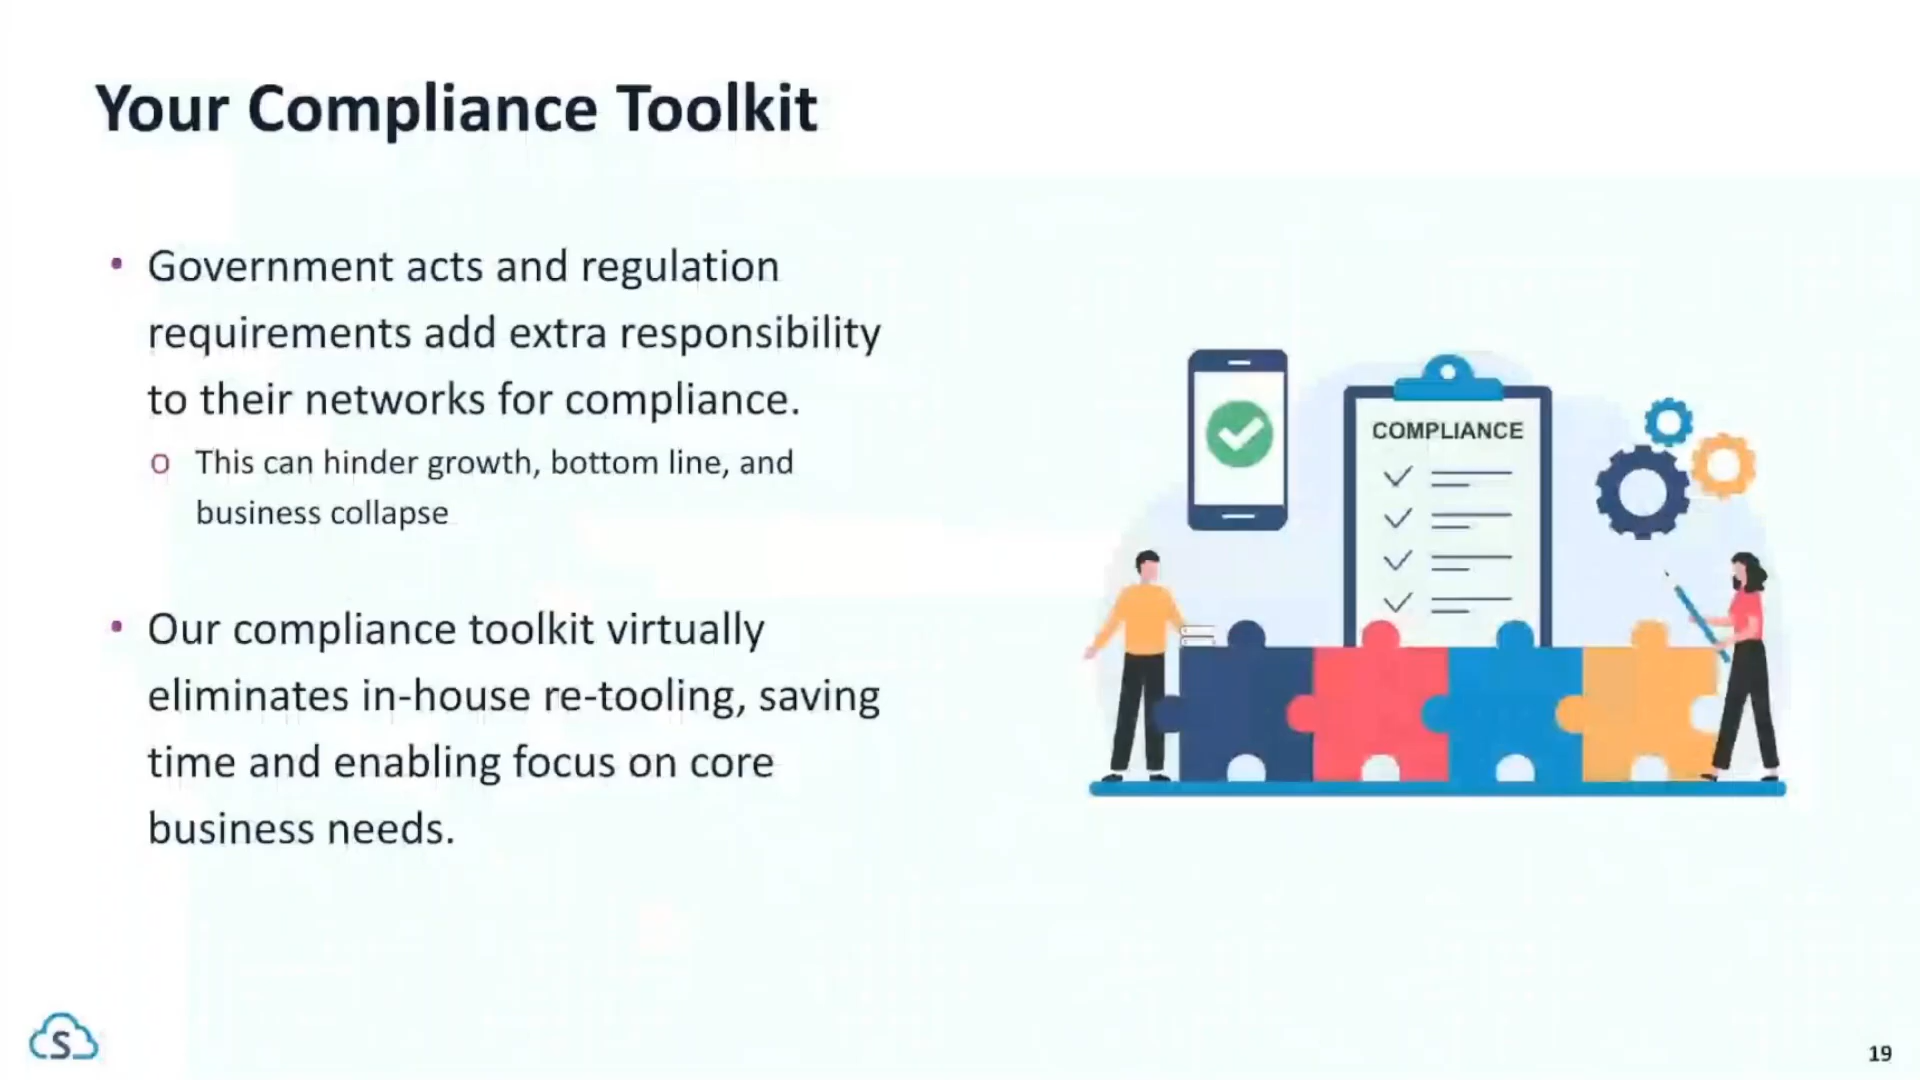 Your Compliance Toolkit
• Government acts and regulation
requirements add extra responsibility
to their networks for compliance.
o This can hinder growth, bottom line, and
business collapse
• Our compliance toolkit virtually
eliminates in-house re-tooling, saving
time and enabling focus on core
business needs.
COMPLIANCE
S
19